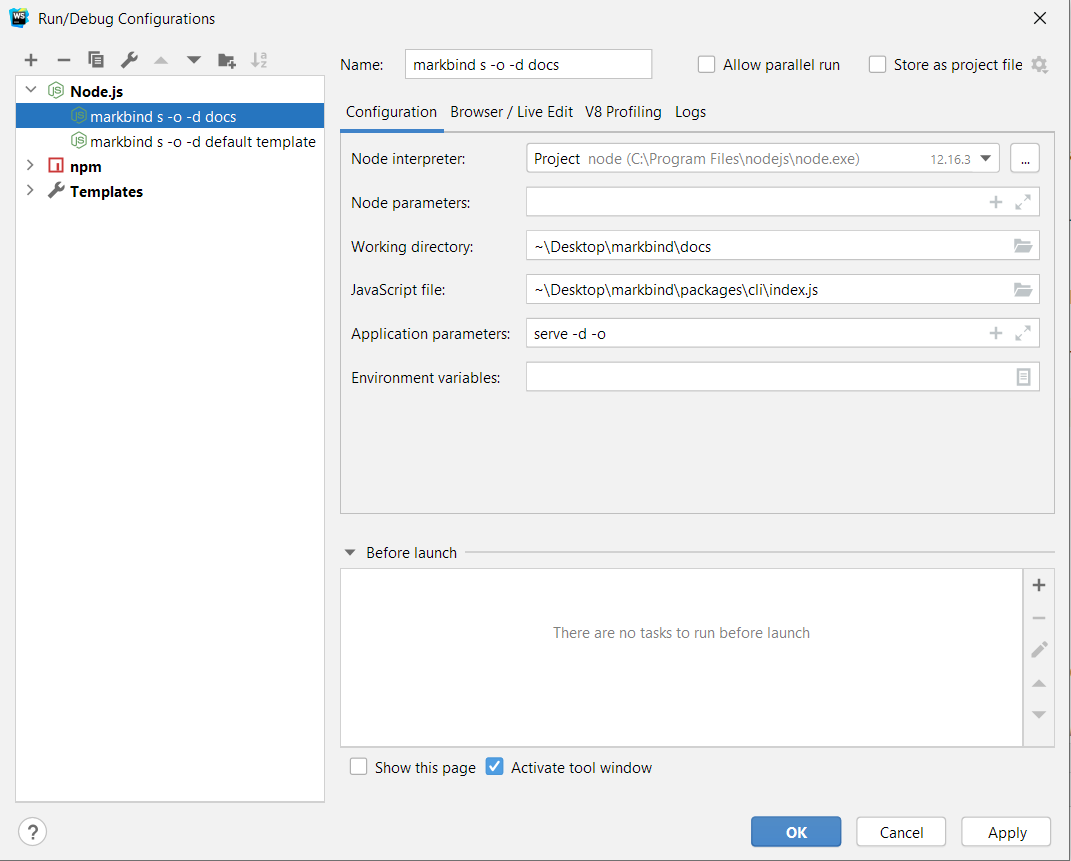 WS Run/Debug Configurations
Name: markbind s -o -d docs Allow parallel run Store as project file
Node.js
markbind s -o -d docs
markbind s -o -d default template
npm
Templates
Configuration Browser / Live Edit V8 Profiling Logs
Node interpreter: Project node (C:\Program Files\nodejs\node.exe) 12.16.3 ...
Node parameters:
Working directory: ~\Desktop\markbind\docs
JavaScript file: ~\Desktop\markbind\packages\cli\index.js
Application parameters: serve -d -o
Environment variables:
Before launch
There are no tasks to run before launch
Show this page Activate tool window
? OK Cancel Apply